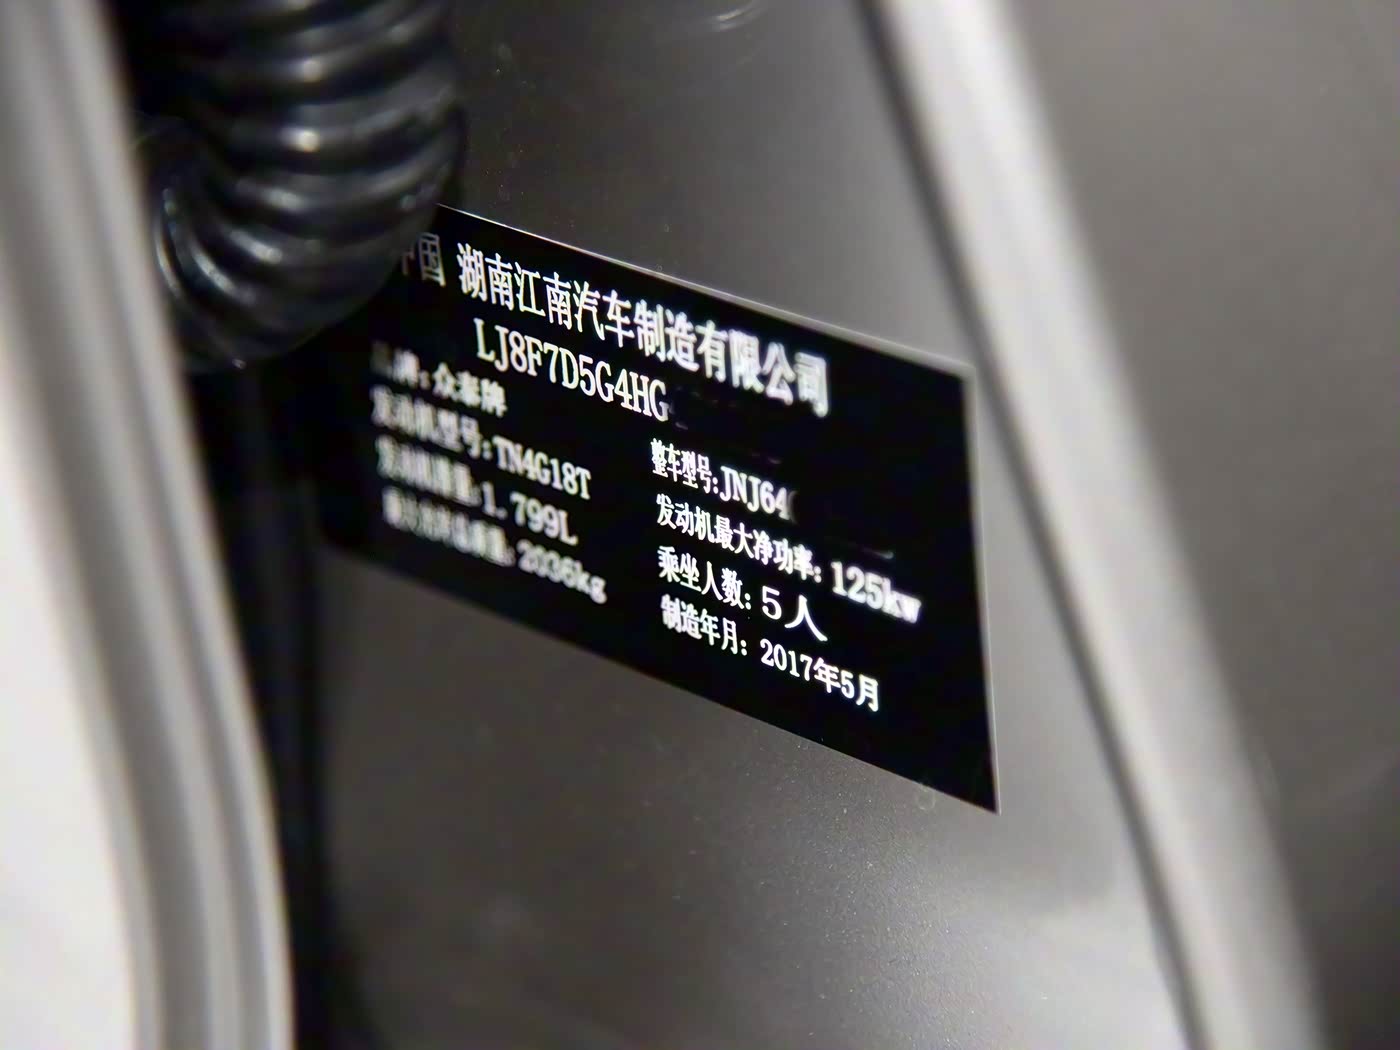 中国 湖南江南汽车制造有限公司
LJ8F7D5G4HG
品牌:众泰牌
整车型号:JNJ64
发动机型号:TN4G18T
发动机最大净功率:125kw
发动机排量:1.799L
乘坐人数:5人
2036kg
制造年月:2017年5月